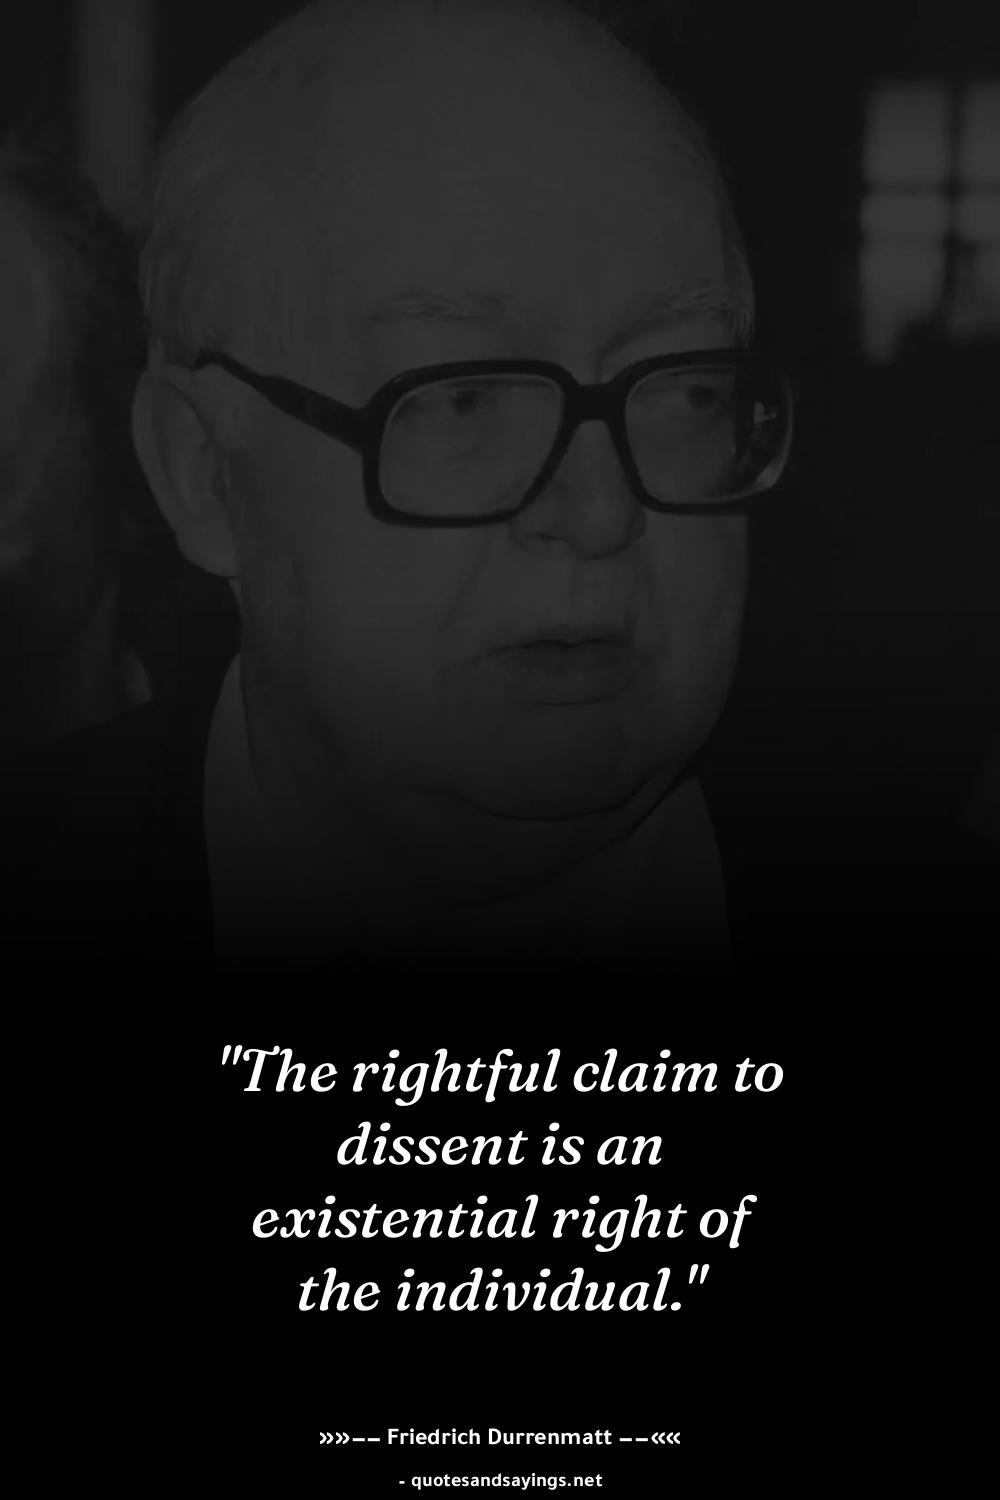 "The rightful claim to
dissent is an
existential right of
the individual."
»»−− Friedrich Durrenmatt −−««
- quotesandsayings.net